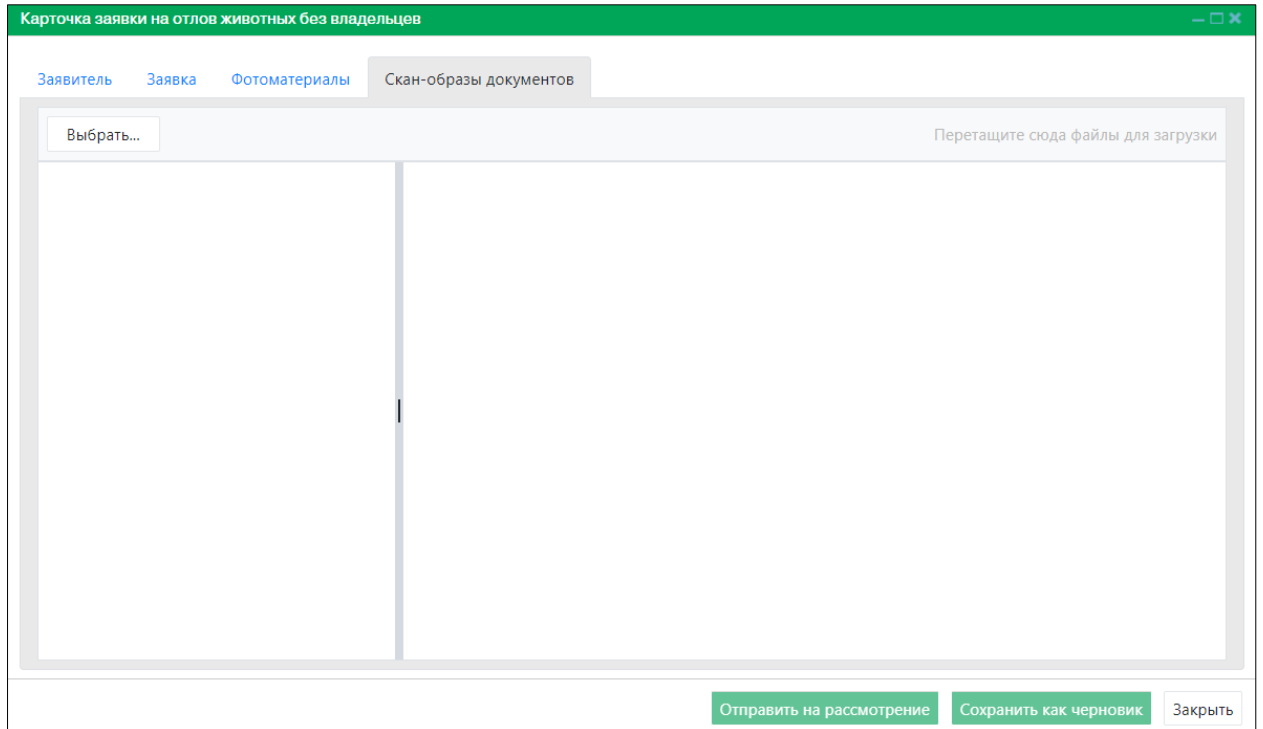 Карточка заявки на отлов животных без владельцев
Заявитель Заявка Фотоматериалы Скан-образы документов
Выбрать... Перетащите сюда файлы для загрузки
Отправить на рассмотрение Сохранить как черновик Закрыть